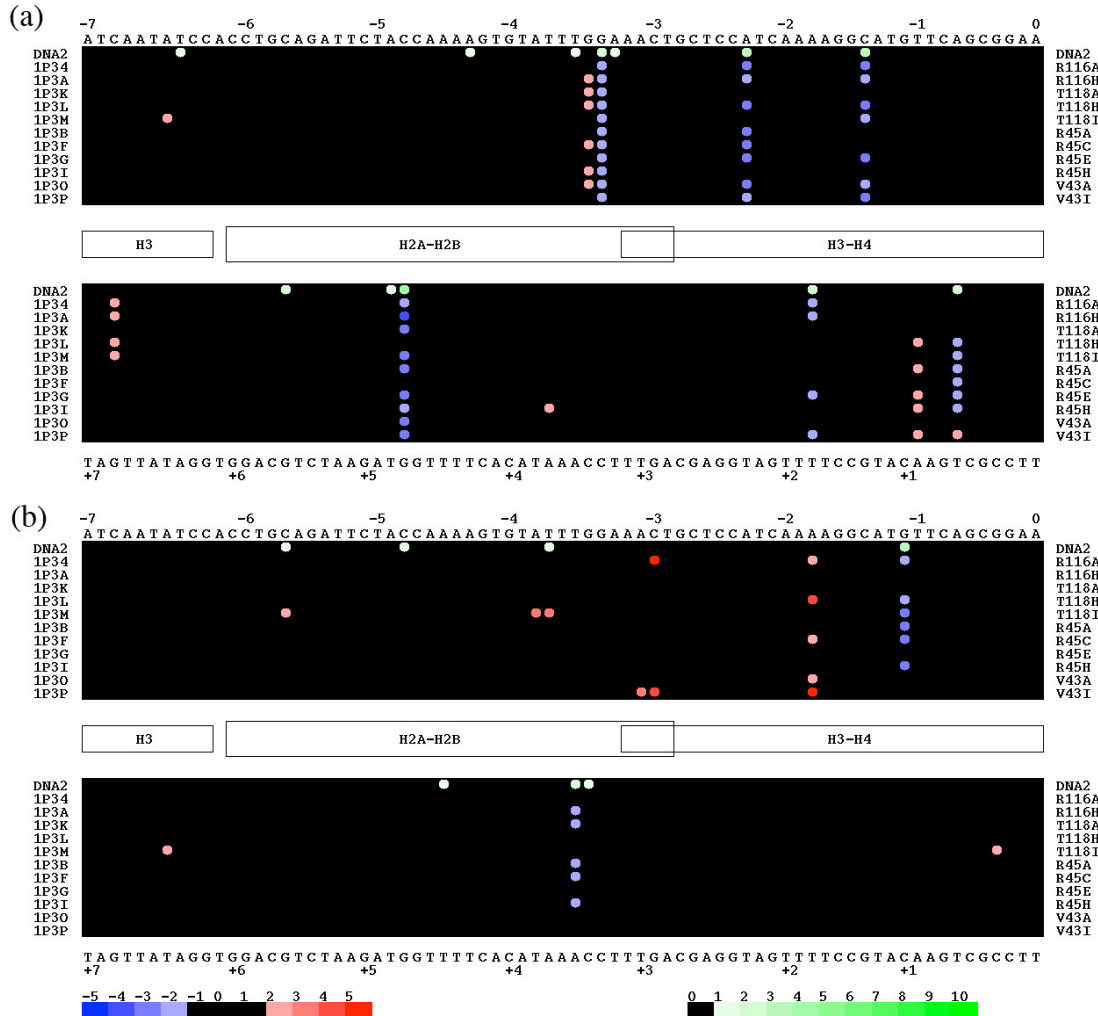 (a)
-7 -6 -5 -4 -3 -2 -1 0
A T C A A T A T C C A C C T G C A G A T T C T A C C A A A A G T G T A T T T G G A A A C T G C T C C A T C A A A A G G C A T G T T C A G C G G A A
DNA2 DNA2
1P34 R116A
1P3A R116H
1P3K T118A
1P3L T118H
1P3M T118I
1P3B R45A
1P3F R45C
1P3G R45E
1P3I R45H
1P3O V43A
1P3P V43I
H3 H2A-H2B H3-H4
DNA2 DNA2
1P34 R116A
1P3A R116H
1P3K T118A
1P3L T118H
1P3M T118I
1P3B R45A
1P3F R45C
1P3G R45E
1P3I R45H
1P3O V43A
1P3P V43I
T A G T T A T A G G T G G A C G T C T A A G A T G G T T T T C A C A T A A A C C T T T G A C G A G G T A G T T T T C C G T A C A A G T C G C C T T
+7 +6 +5 +4 +3 +2 +1
(b)
-7 -6 -5 -4 -3 -2 -1 0
A T C A A T A T C C A C C T G C A G A T T C T A C C A A A A G T G T A T T T G G A A A C T G C T C C A T C A A A A G G C A T G T T C A G C G G A A
DNA2 DNA2
1P34 R116A
1P3A R116H
1P3K T118A
1P3L T118H
1P3M T118I
1P3B R45A
1P3F R45C
1P3G R45E
1P3I R45H
1P3O V43A
1P3P V43I
H3 H2A-H2B H3-H4
DNA2 DNA2
1P34 R116A
1P3A R116H
1P3K T118A
1P3L T118H
1P3M T118I
1P3B R45A
1P3F R45C
1P3G R45E
1P3I R45H
1P3O V43A
1P3P V43I
T A G T T A T A G G T G G A C G T C T A A G A T G G T T T T C A C A T A A A C C T T T G A C G A G G T A G T T T T C C G T A C A A G T C G C C T T
+7 +6 +5 +4 +3 +2 +1
-5 -4 -3 -2 -1 0 1 2 3 4 5 0 1 2 3 4 5 6 7 8 9 10